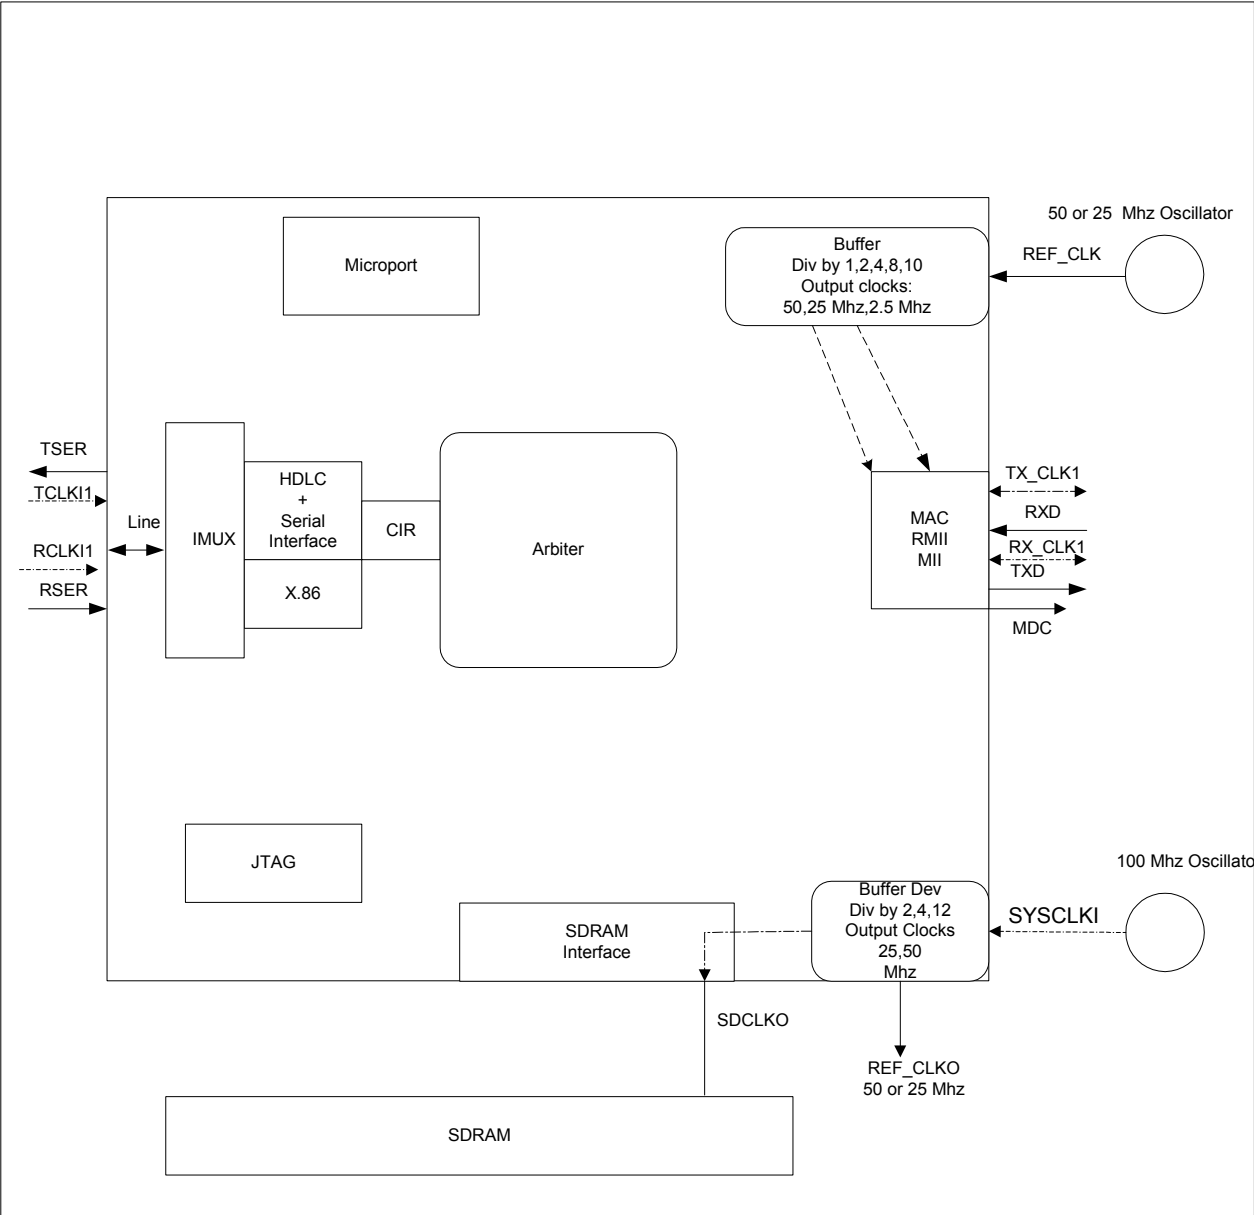 50 or 25 Mhz Oscillator
REF_CLK
Buffer
Div by 1,2,4,8,10
Output clocks:
50,25 Mhz,2.5 Mhz
Microport
TSER
TCLKI1
Line
RCLKI1
RSER
IMUX
HDLC
+
Serial
Interface
X.86
CIR
Arbiter
MAC
RMII
MII
TX_CLK1
RXD
RX_CLK1
TXD
MDC
JTAG
SDRAM
Interface
Buffer Dev
Div by 2,4,12
Output Clocks
25,50
Mhz
100 Mhz Oscillato
SYSCLKI
SDCLKO
REF_CLKO
50 or 25 Mhz
SDRAM